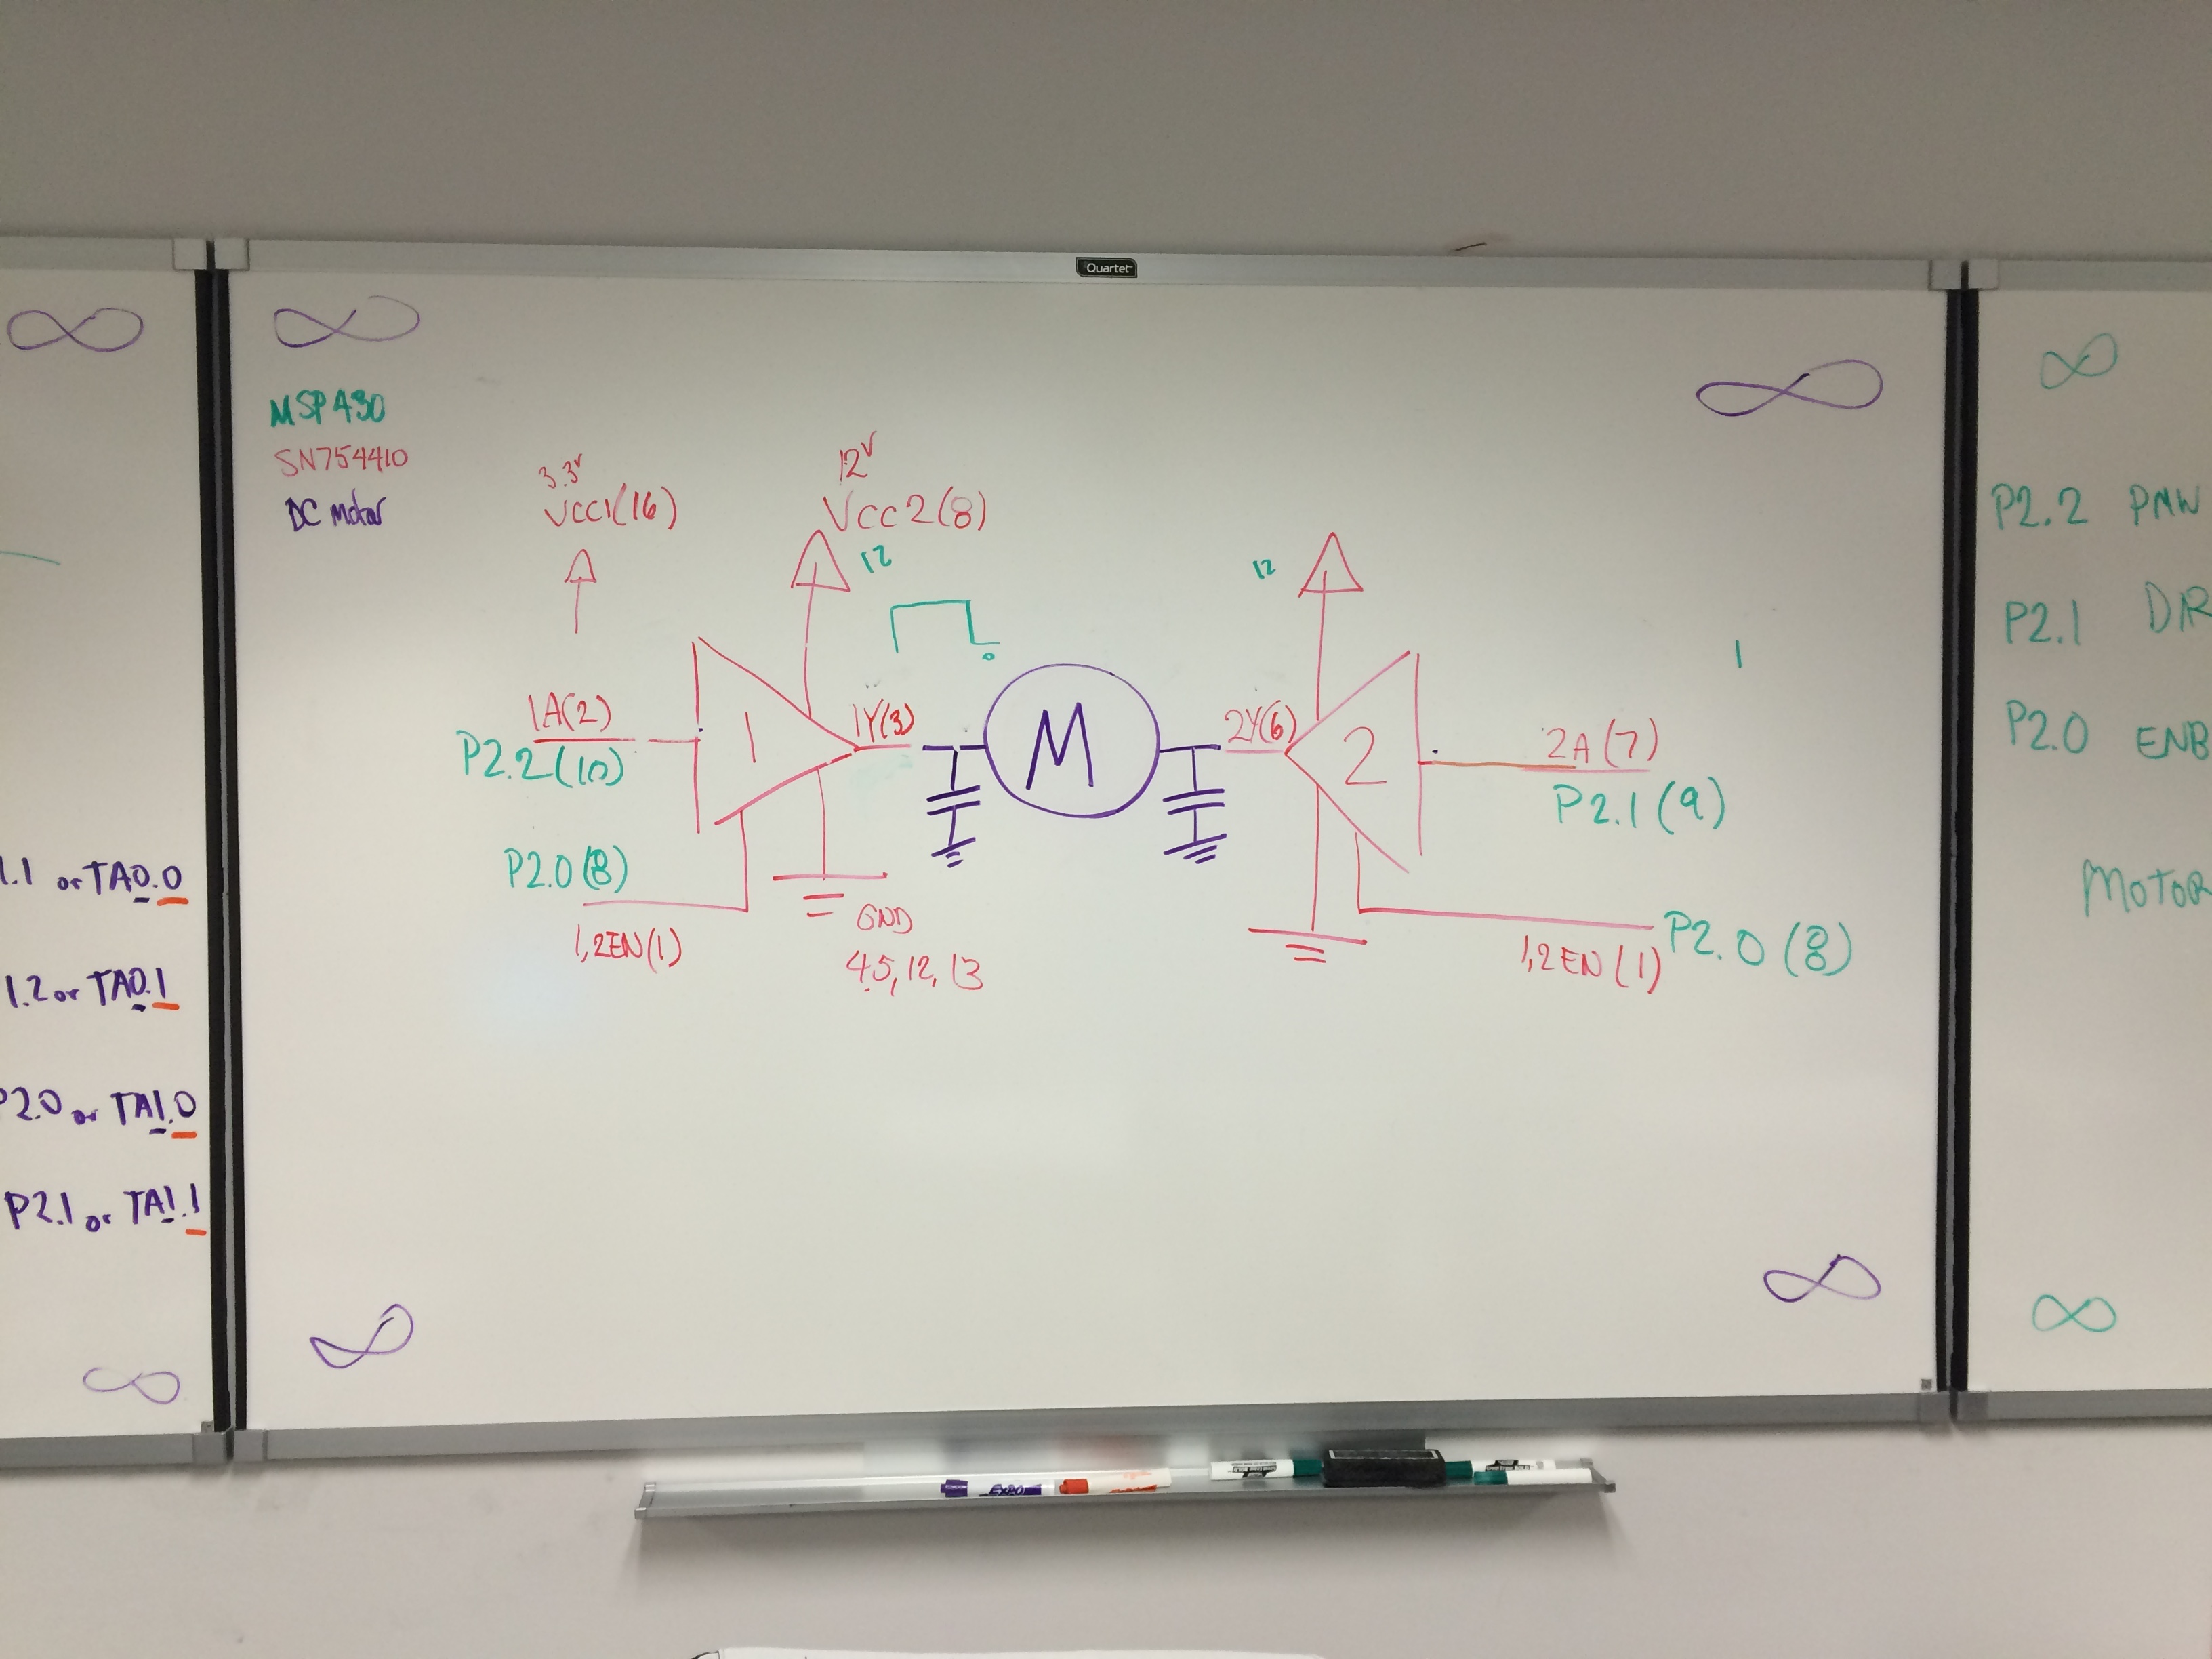 Quartet
∞
1.1 or TA0.0
1.2 or TA0.1
P2.0 or TA1.0
P2.1 or TA1.1
∞
∞
∞
MSP430
SN754410
DC motor
3.3V
VCC1(16)
12V
VCC2(8)
12
12
0
1
1A(2)
P2.2(10)
1
1Y(3)
M
2Y(6)
2
2A(7)
P2.1(9)
P2.0(8)
1,2EN(1)
GND
4,5,12,13
P2.0(8)
1,2EN(1)
∞
∞
∞
P2.2 PMW
P2.1 DIR
P2.0 ENB
MOTOR
∞
EXPO